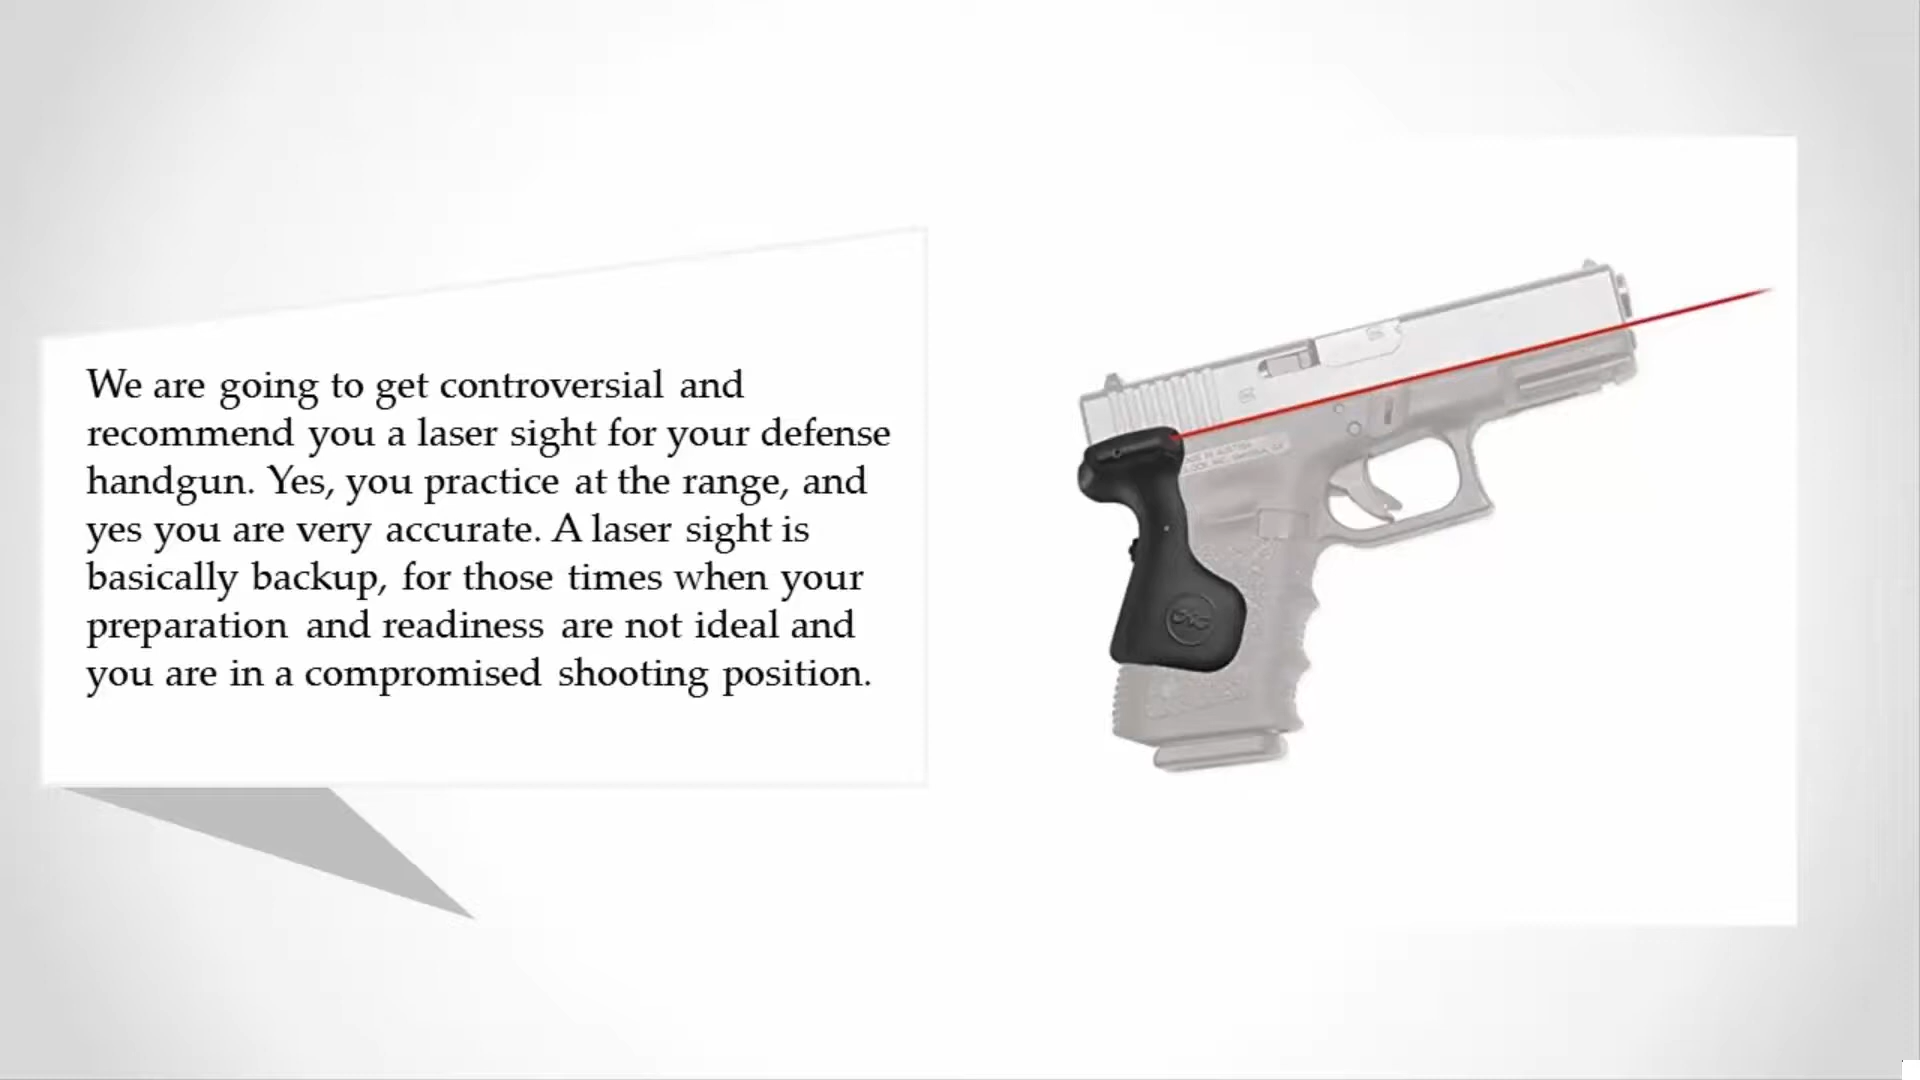 We are going to get controversial and
recommend you a laser sight for your defense
handgun. Yes, you practice at the range, and
yes you are very accurate. A laser sight is
basically backup, for those times when your
preparation and readiness are not ideal and
you are in a compromised shooting position.